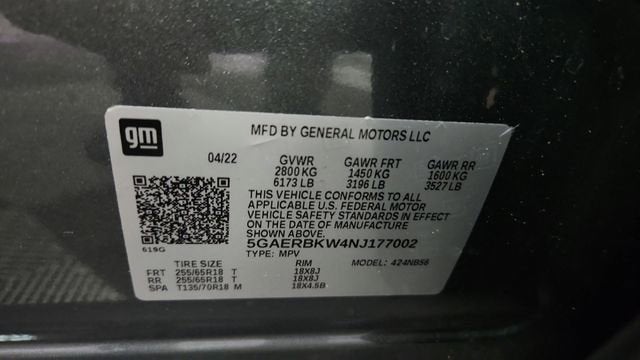 gm
MFD BY GENERAL MOTORS LLC
04/22 GVWR GAWR FRT GAWR RR
2800 KG 1450 KG 1600 KG
6173 LB 3196 LB 3527 LB
THIS VEHICLE CONFORMS TO ALL
APPLICABLE U.S. FEDERAL MOTOR
VEHICLE SAFETY STANDARDS IN EFFECT
ON THE DATE OF MANUFACTURE
SHOWN ABOVE.
619G 5GAERBKW4NJ177002
TYPE: MPV MODEL: 424NB56
TIRE SIZE RIM
FRT 255/65R18 T 18X8J
RR 255/65R18 T 18X8J
SPA T135/70R18 M 18X4.5B